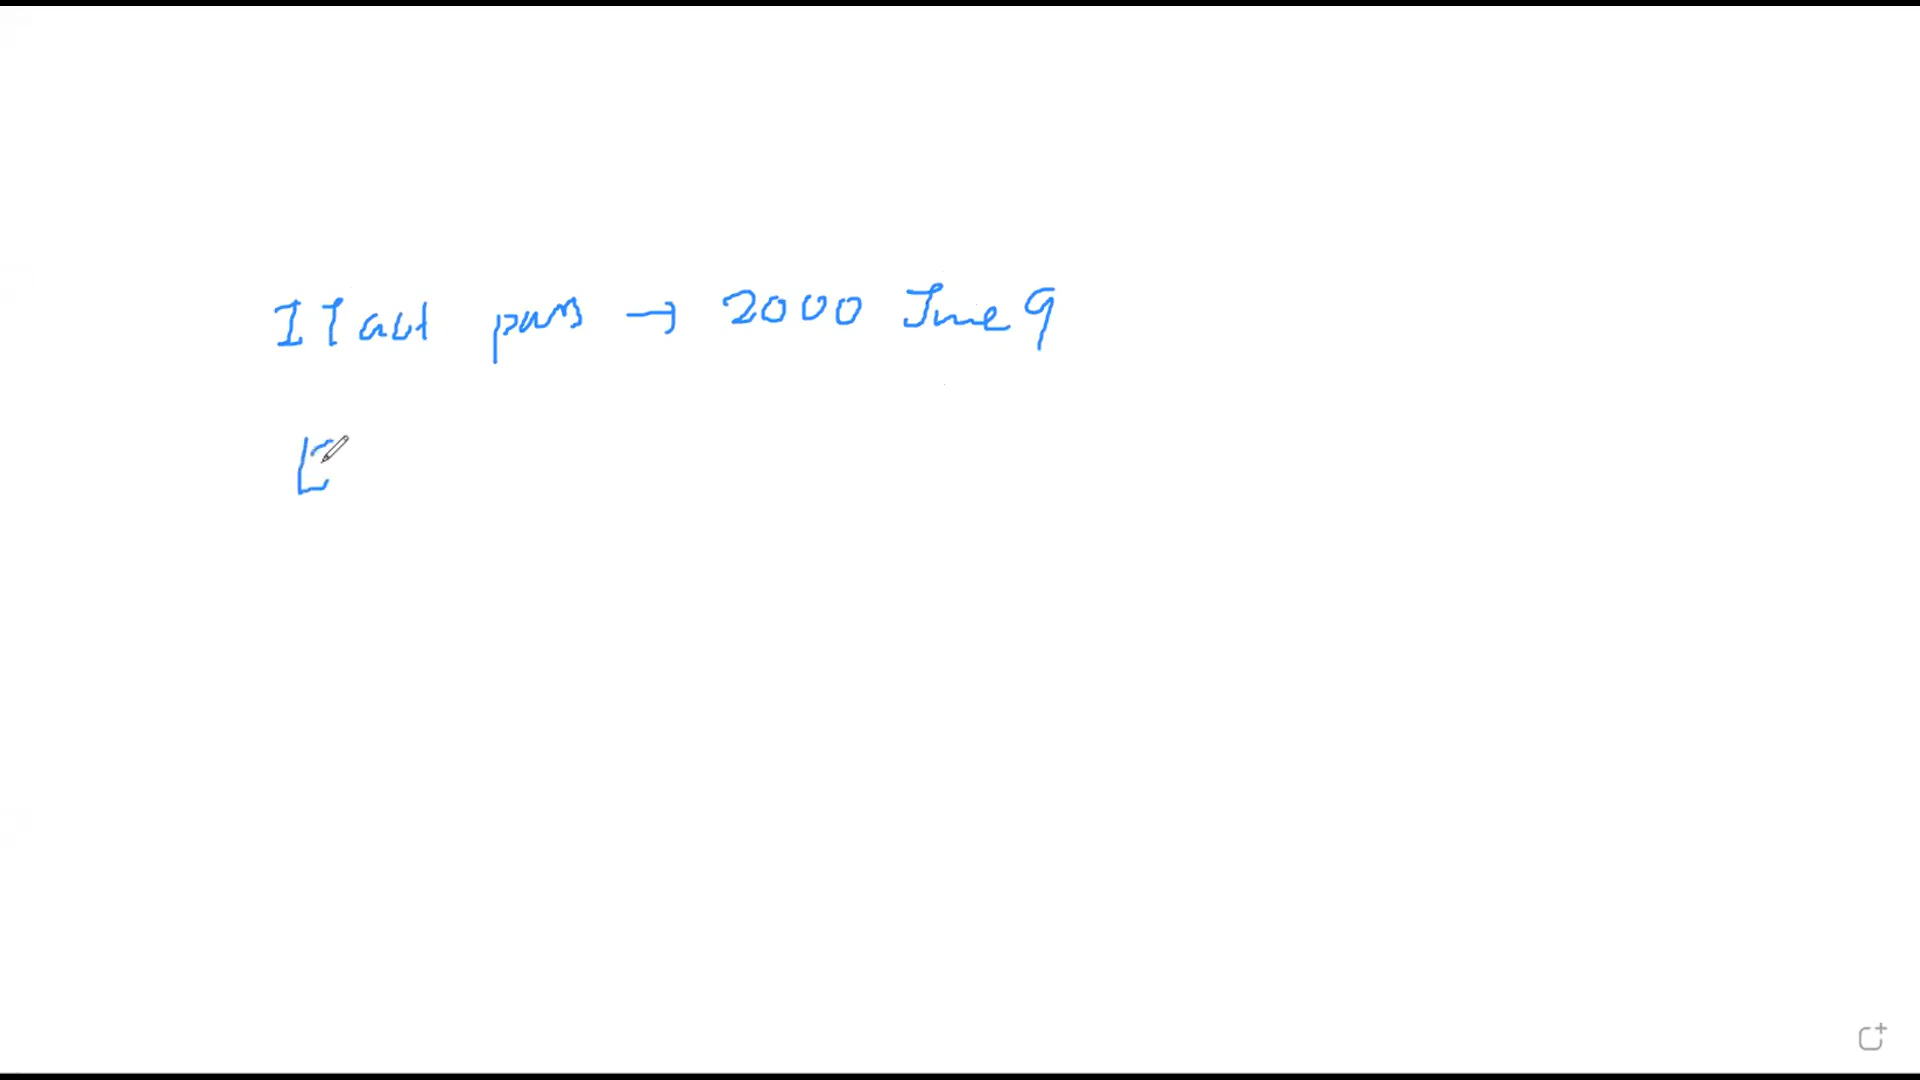 IT act pass → 2000 June 9